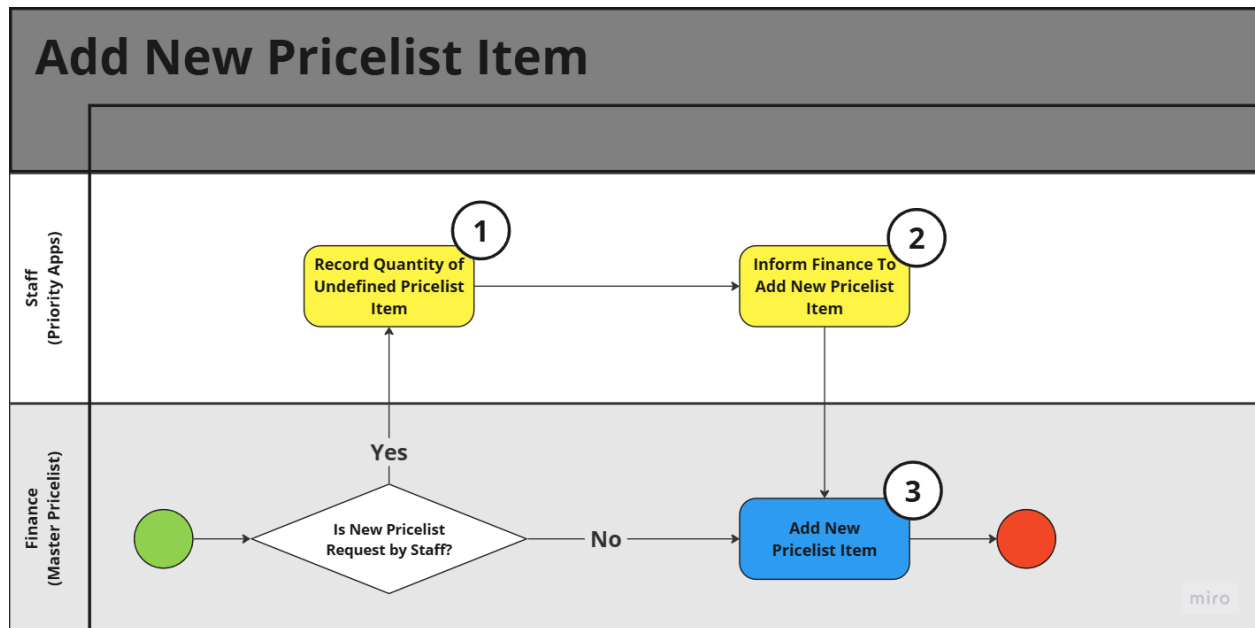 Add New Pricelist Item
Staff
(Priority Apps)
1
Record Quantity of
Undefined Pricelist
Item
2
Inform Finance To
Add New Pricelist
Item
Finance
(Master Pricelist)
Yes
Is New Pricelist
Request by Staff?
No
3
Add New
Pricelist Item
miro